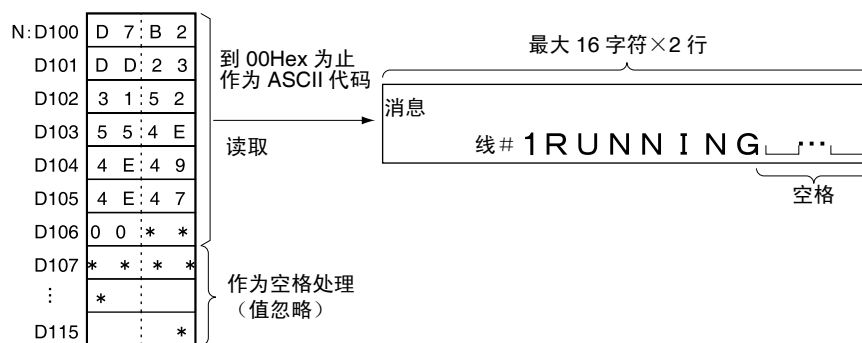 N:D100 D 7 B 2
D101 D D 2 3
D102 3 1 5 2
D103 5 5 4 E
D104 4 E 4 9
D105 4 E 4 7
D106 0 0 * *
D107 * * * *
⋮ *
D115 *
到 00Hex 为止
作为 ASCII 代码
读取
作为空格处理
（值忽略）
最大 16 字符×2 行
消息
线# 1RUNNING ...
空格